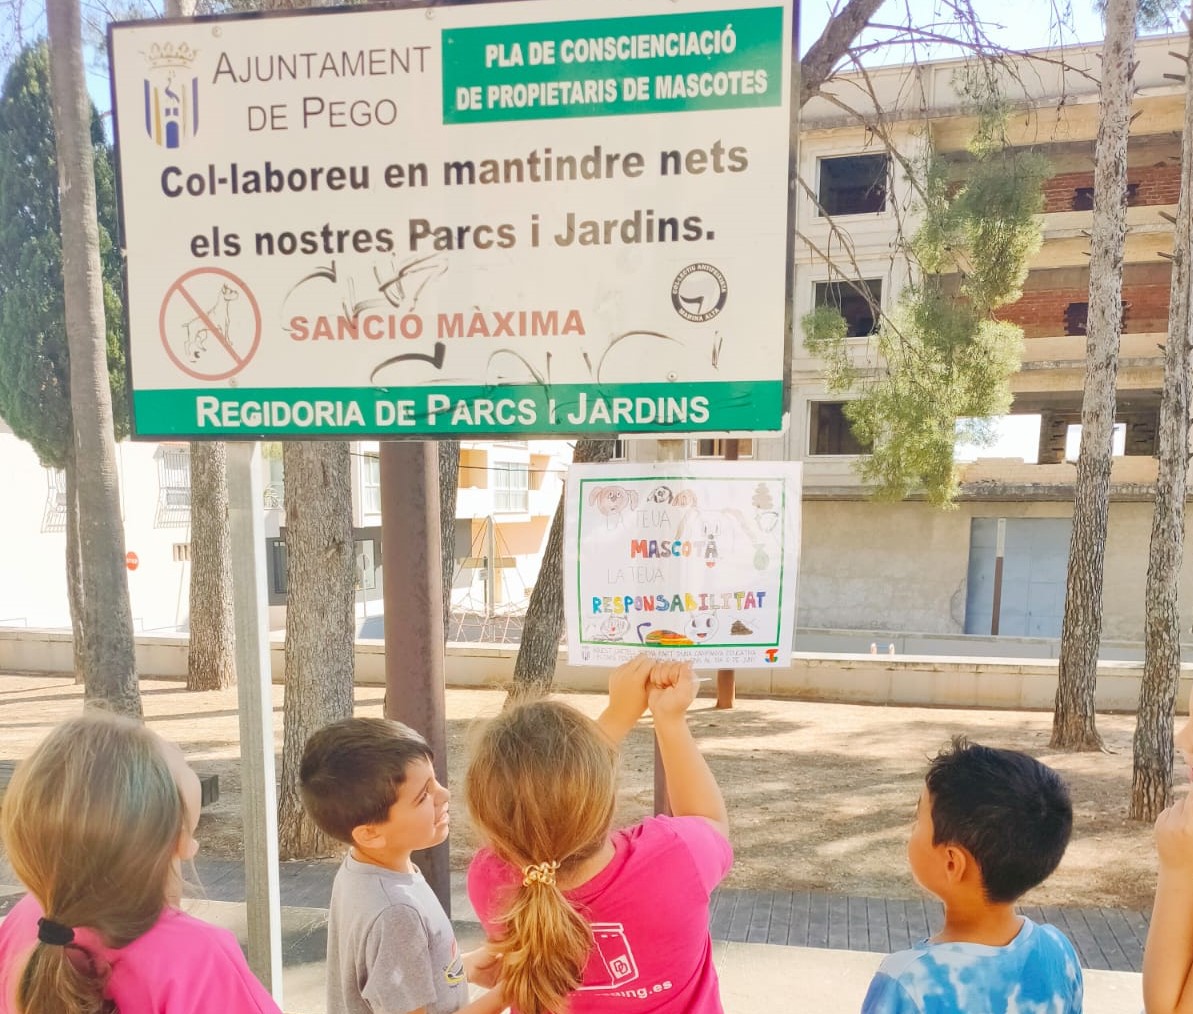 AJUNTAMENT
DE PEGO
PLA DE CONSCIENCIACIÓ
DE PROPIETARIS DE MASCOTES
Col·laboreu en mantindre nets
els nostres Parcs i Jardins.
SANCIÓ MÀXIMA
REGIDORIA DE PARCS I JARDINS
LA TEUA
MASCOTA
LA TEUA
RESPONSABILITAT